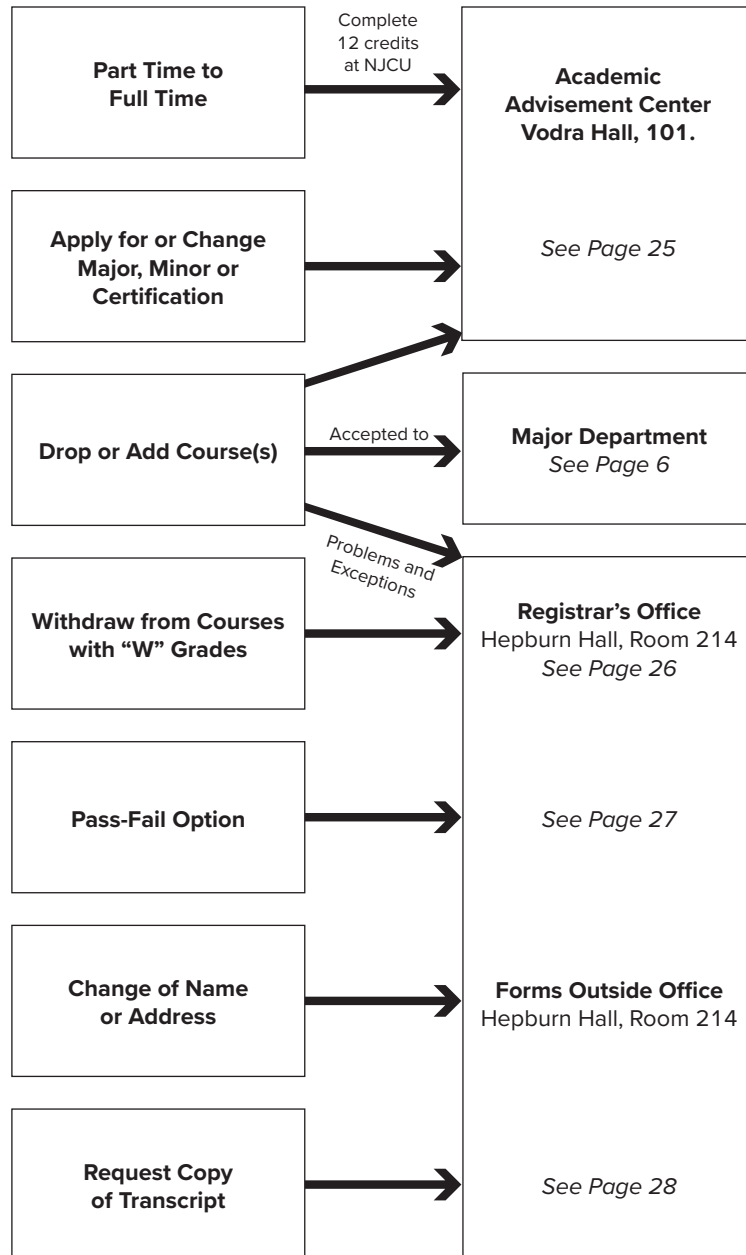 Part Time to
Full Time
Complete
12 credits
at NJCU
Academic
Advisement Center
Vodra Hall, 101.
Apply for or Change
Major, Minor or
Certification
See Page 25
Drop or Add Course(s)
Accepted to
Major Department
See Page 6
Problems and
Exceptions
Withdraw from Courses
with “W” Grades
Registrar’s Office
Hepburn Hall, Room 214
See Page 26
Pass-Fail Option
See Page 27
Change of Name
or Address
Forms Outside Office
Hepburn Hall, Room 214
Request Copy
of Transcript
See Page 28